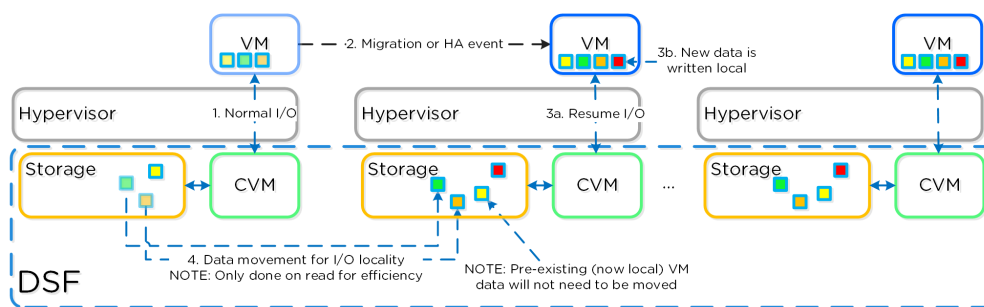 VM
2. Migration or HA event
VM
3b. New data is
written local
VM
Hypervisor
1. Normal I/O
Hypervisor
3a. Resume I/O
Hypervisor
Storage
CVM
Storage
CVM
...
Storage
CVM
4. Data movement for I/O locality
NOTE: Only done on read for efficiency
NOTE: Pre-existing (now local) VM
data will not need to be moved
DSF